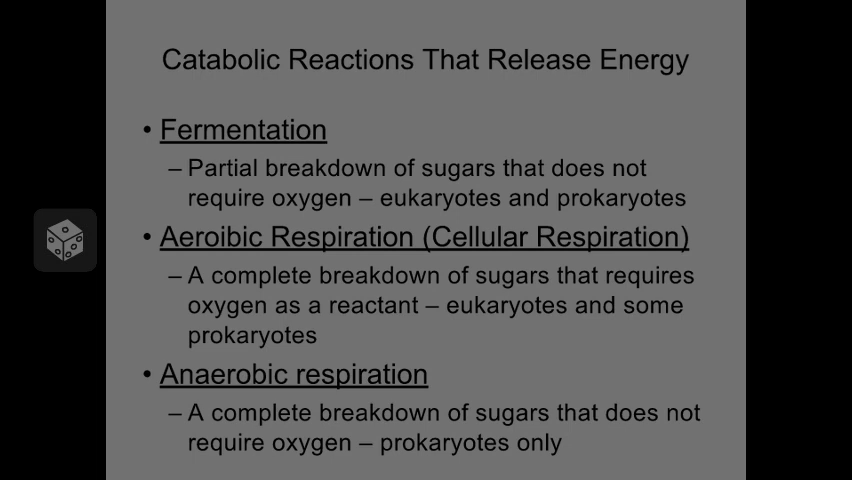 Catabolic Reactions That Release Energy
• Fermentation
– Partial breakdown of sugars that does not
require oxygen – eukaryotes and prokaryotes
• Aeroibic Respiration (Cellular Respiration)
– A complete breakdown of sugars that requires
oxygen as a reactant – eukaryotes and some
prokaryotes
• Anaerobic respiration
– A complete breakdown of sugars that does not
require oxygen – prokaryotes only